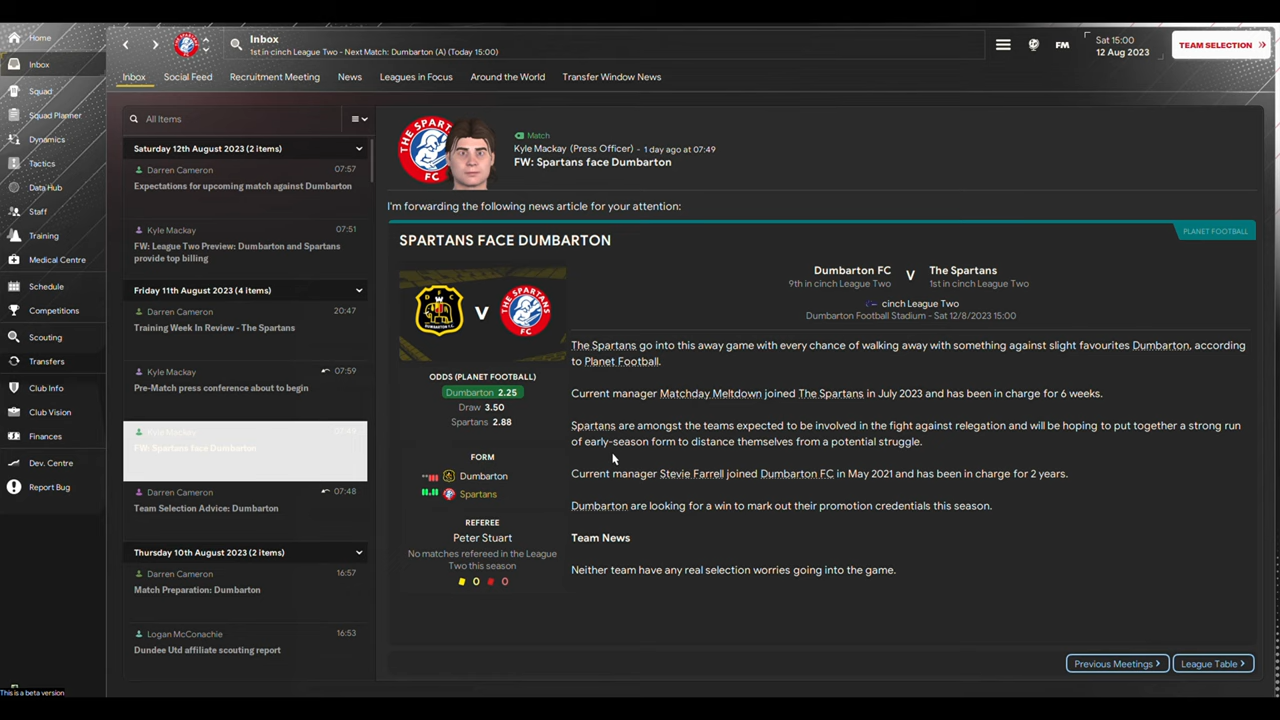 Home
Inbox
Squad
Squad Planner
Dynamics
Tactics
Data Hub
Staff
Training
Medical Centre
Schedule
Competitions
Scouting
Transfers
Club Info
Club Vision
Finances
Dev. Centre
Report Bug
This is a beta version
Inbox
1st in cinch League Two - Next Match: Dumbarton (A) (Today 15:00)
FM
Sat 15:00
12 Aug 2023
TEAM SELECTION
Inbox
Social Feed
Recruitment Meeting
News
Leagues in Focus
Around the World
Transfer Window News
All Items
Saturday 12th August 2023 (2 items)
Darren Cameron 07:57
Expectations for upcoming match against Dumbarton
Kyle Mackay 07:51
FW: League Two Preview: Dumbarton and Spartans
provide top billing
Friday 11th August 2023 (4 items)
Darren Cameron 20:47
Training Week In Review - The Spartans
Kyle Mackay 07:59
Pre-Match press conference about to begin
Kyle Mackay 07:49
FW: Spartans face Dumbarton
Darren Cameron 07:48
Team Selection Advice: Dumbarton
Thursday 10th August 2023 (2 items)
Darren Cameron 16:57
Match Preparation: Dumbarton
Logan McConachie 16:53
Dundee Utd affiliate scouting report
THE SPARTANS FC
Match
Kyle Mackay (Press Officer) - 1 day ago at 07:49
FW: Spartans face Dumbarton
I'm forwarding the following news article for your attention:
SPARTANS FACE DUMBARTON
PLANET FOOTBALL
V
ODDS (PLANET FOOTBALL)
Dumbarton 2.25
Draw 3.50
Spartans 2.88
FORM
Dumbarton
Spartans
REFEREE
Peter Stuart
No matches refereed in the League
Two this season
0 0
Dumbarton FC V The Spartans
9th in cinch League Two 1st in cinch League Two
cinch League Two
Dumbarton Football Stadium - Sat 12/8/2023 15:00
The Spartans go into this away game with every chance of walking away with something against slight favourites Dumbarton, according
to Planet Football.
Current manager Matchday Meltdown joined The Spartans in July 2023 and has been in charge for 6 weeks.
Spartans are amongst the teams expected to be involved in the fight against relegation and will be hoping to put together a strong run
of early-season form to distance themselves from a potential struggle.
Current manager Stevie Farrell joined Dumbarton FC in May 2021 and has been in charge for 2 years.
Dumbarton are looking for a win to mark out their promotion credentials this season.
Team News
Neither team have any real selection worries going into the game.
Previous Meetings
League Table